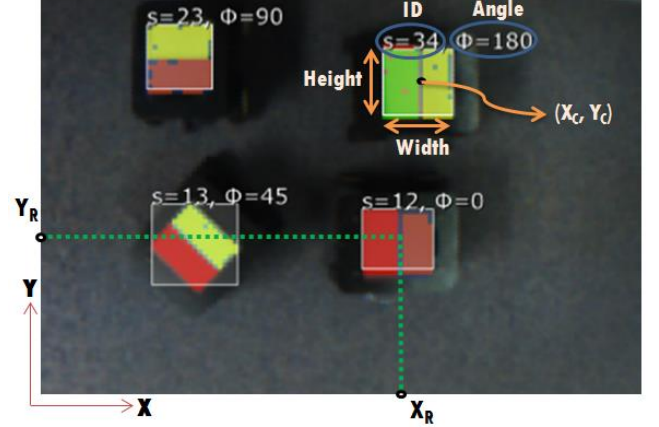 ID Angle
s=23, Φ=90
s=34 Φ=180
Height
(XC, YC)
Width
s=13, Φ=45
s=12, Φ=0
YR
Y
X
XR